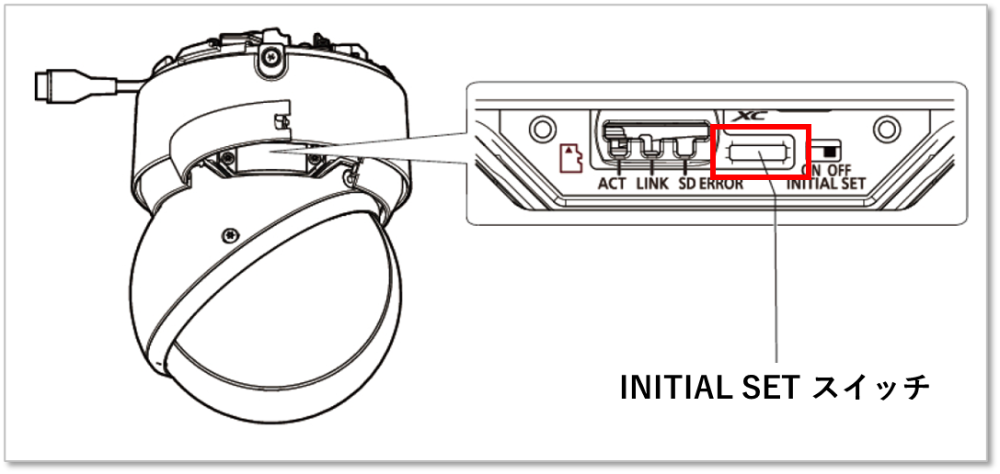 XC
ON OFF
ACT LINK SD ERROR INITIAL SET
INITIAL SET スイッチ